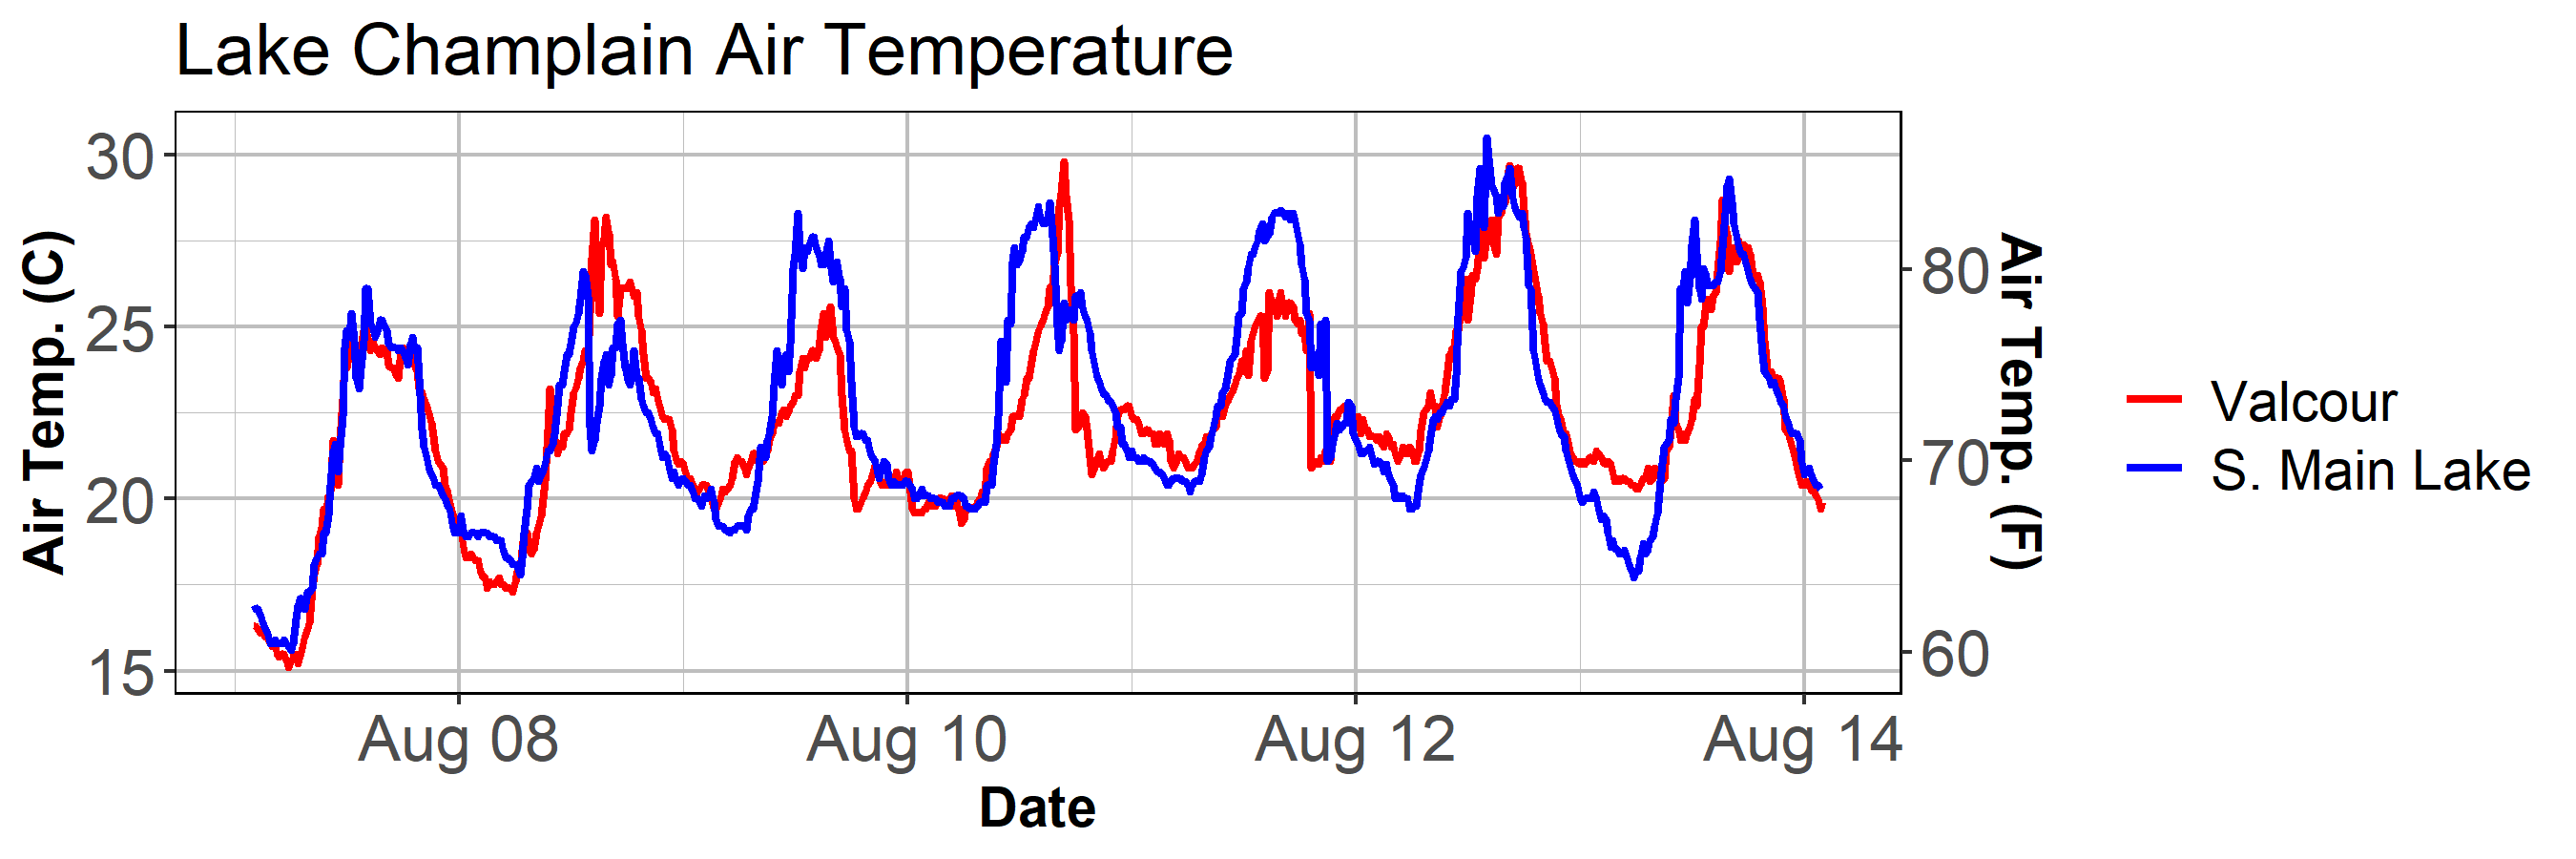 Lake Champlain Air Temperature
Air Temp. (C)
30
25
20
15
80
70
60
Air Temp. (F)
Aug 08
Aug 10
Aug 12
Aug 14
Date
Valcour
S. Main Lake